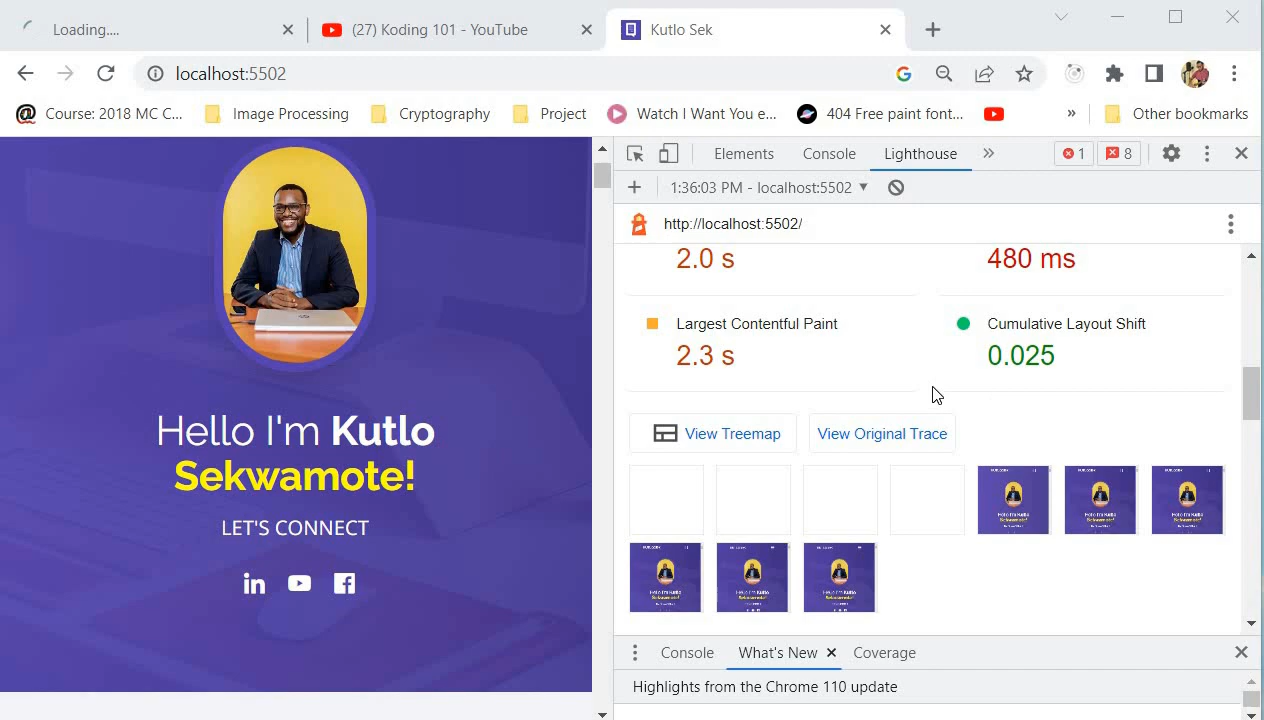 Loading....
(27) Koding 101 - YouTube
Kutlo Sek
localhost:5502
Course: 2018 MC C...
Image Processing
Cryptography
Project
Watch I Want You e...
404 Free paint font...
»
Other bookmarks
Elements
Console
Lighthouse
»
1
8
1:36:03 PM - localhost:5502
http://localhost:5502/
2.0 s
480 ms
Largest Contentful Paint
Cumulative Layout Shift
2.3 s
0.025
View Treemap
View Original Trace
Hello I'm Kutlo
Sekwamote!
LET'S CONNECT
Console
What's New
Coverage
Highlights from the Chrome 110 update